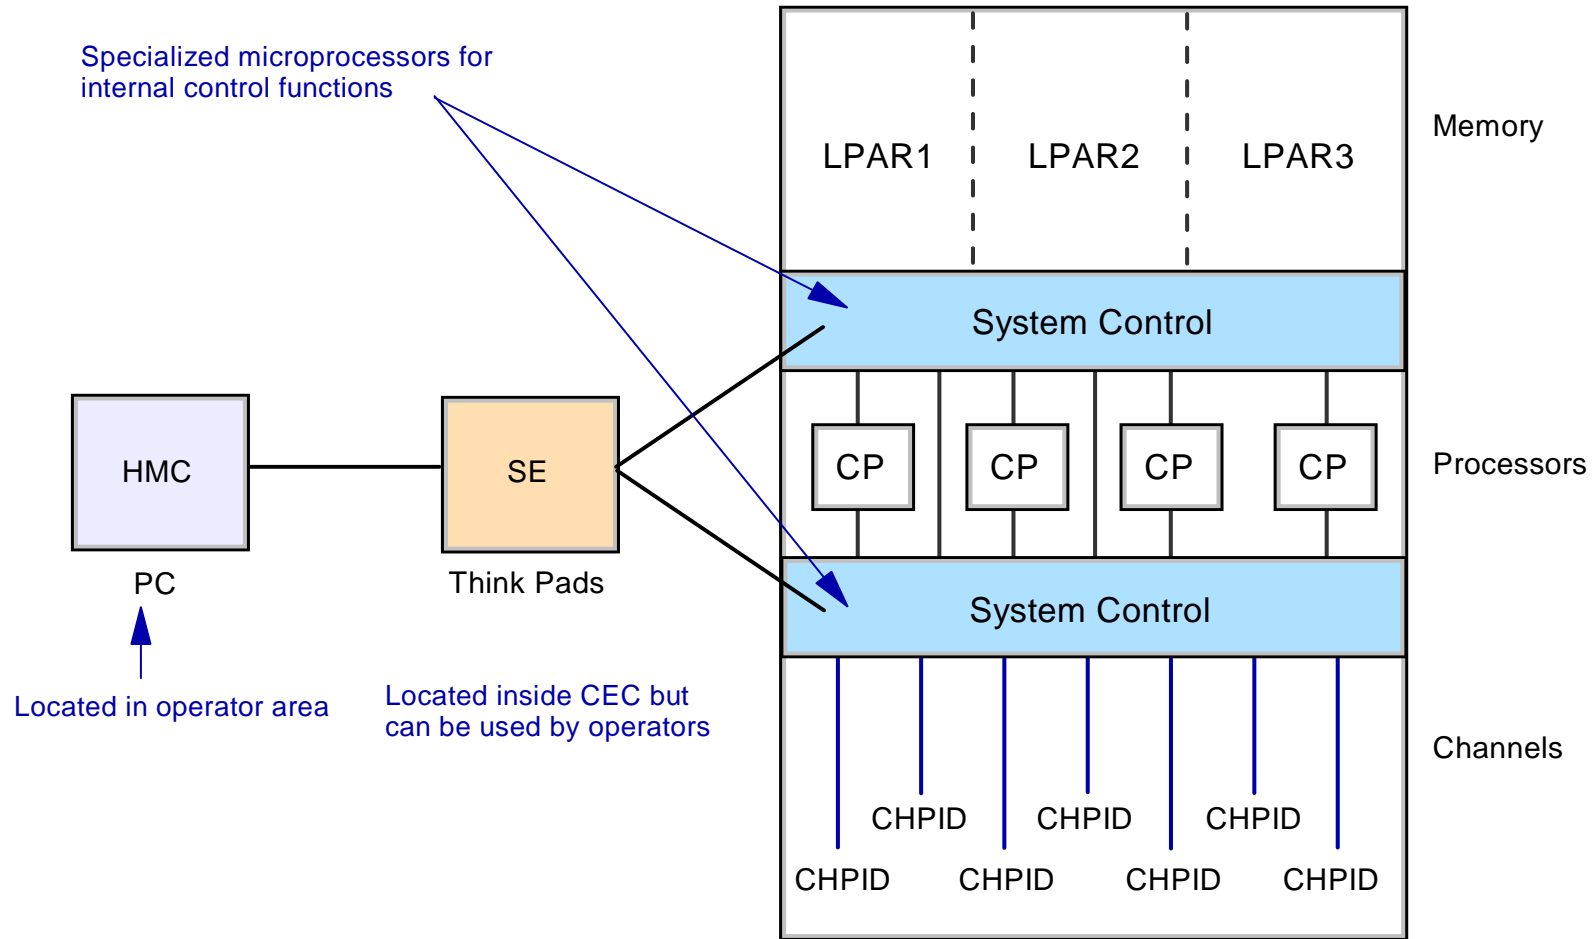 Specialized microprocessors for
internal control functions
LPAR1
LPAR2
LPAR3
Memory
System Control
HMC
SE
CP
CP
CP
CP
Processors
PC
Think Pads
System Control
Located in operator area
Located inside CEC but
can be used by operators
Channels
CHPID
CHPID
CHPID
CHPID
CHPID
CHPID
CHPID